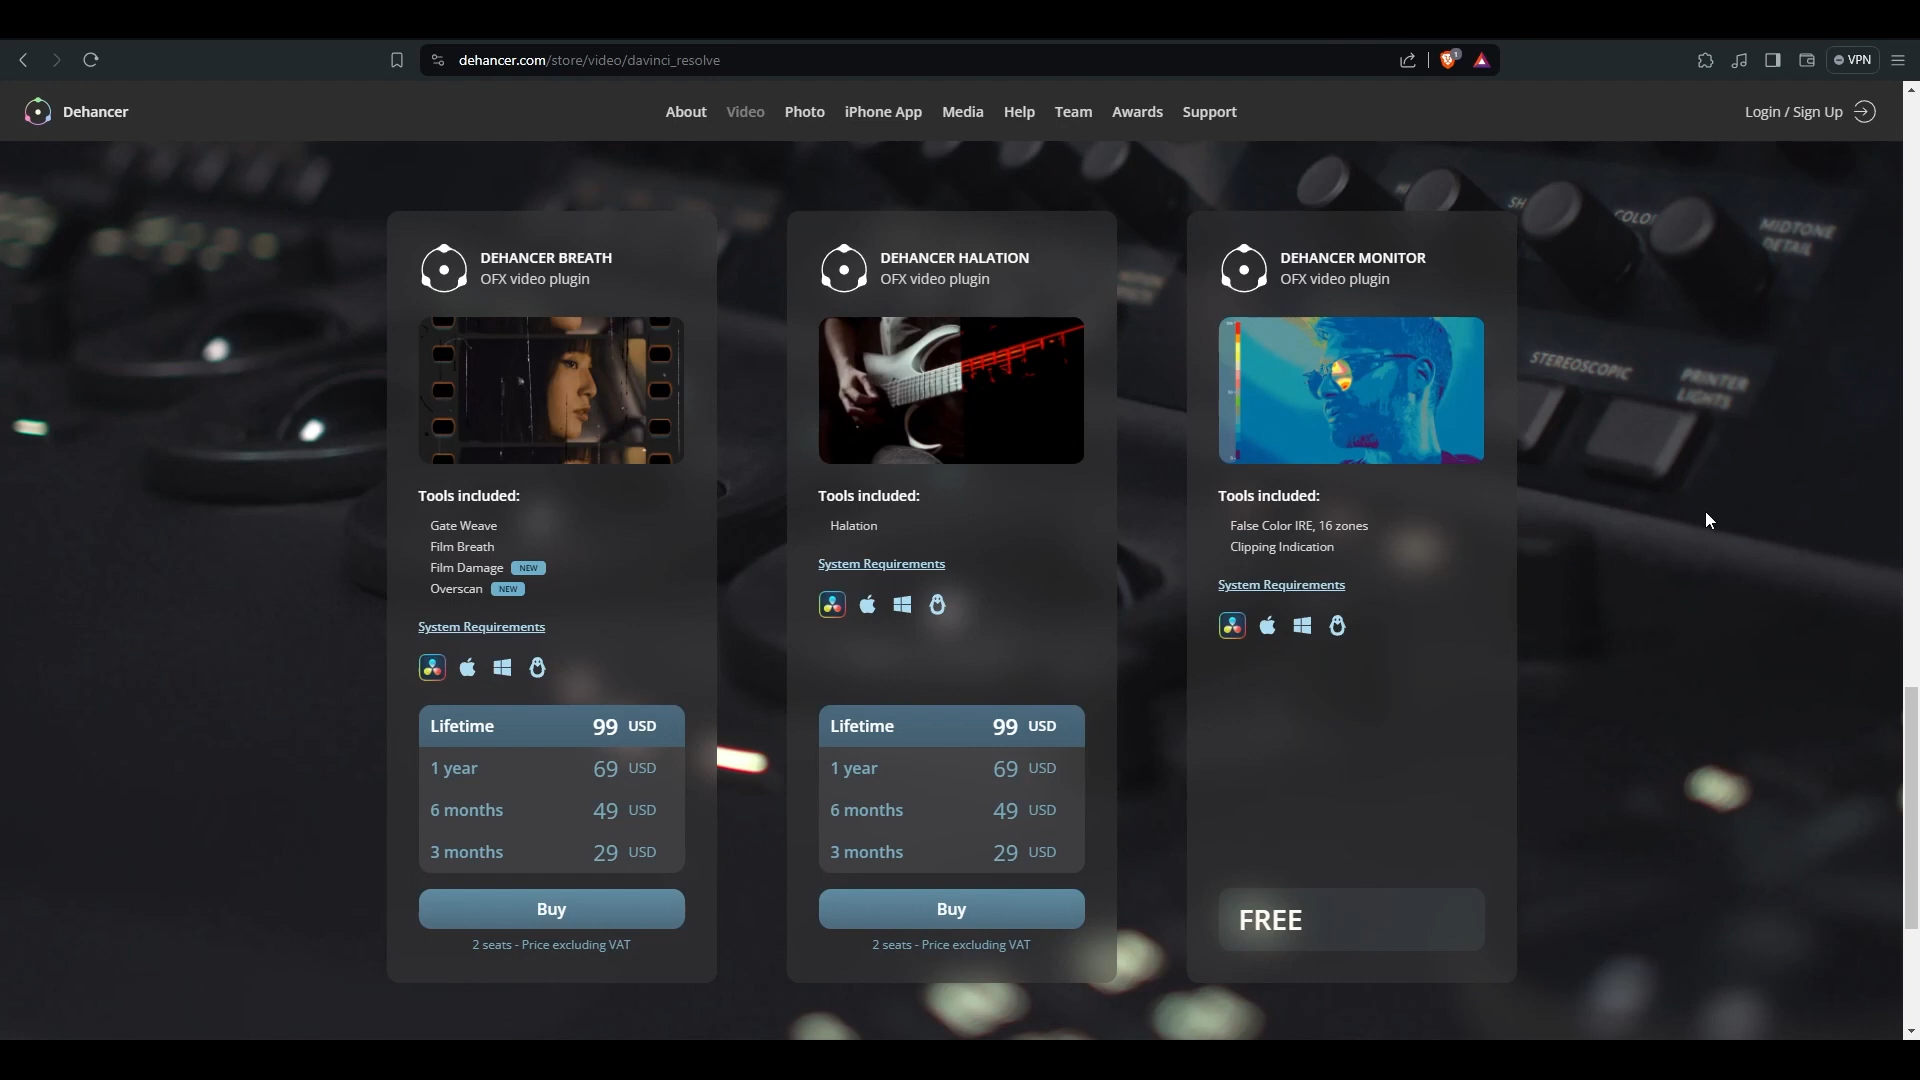 dehancer.com/store/video/davinci_resolve
1
VPN
Dehancer
About Video Photo iPhone App Media Help Team Awards Support
Login / Sign Up
COLOR
MIDTONE
DETAIL
STEREOSCOPIC
PRINTER
LIGHTS
DEHANCER BREATH
OFX video plugin
Tools included:
Gate Weave
Film Breath
Film Damage NEW
Overscan NEW
System Requirements
Lifetime 99 USD
1 year 69 USD
6 months 49 USD
3 months 29 USD
Buy
2 seats - Price excluding VAT
DEHANCER HALATION
OFX video plugin
Tools included:
Halation
System Requirements
Lifetime 99 USD
1 year 69 USD
6 months 49 USD
3 months 29 USD
Buy
2 seats - Price excluding VAT
DEHANCER MONITOR
OFX video plugin
Tools included:
False Color IRE, 16 zones
Clipping Indication
System Requirements
FREE